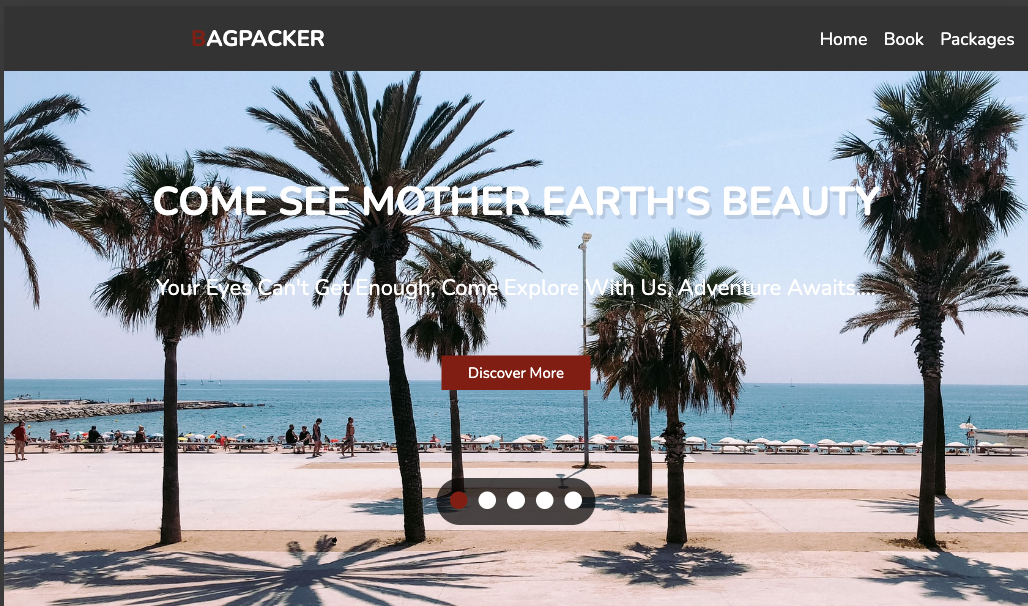 BAGPACKER
Home Book Packages
COME SEE MOTHER EARTH'S BEAUTY
Your Eyes Can't Get Enough, Come Explore With Us, Adventure Awaits...
Discover More